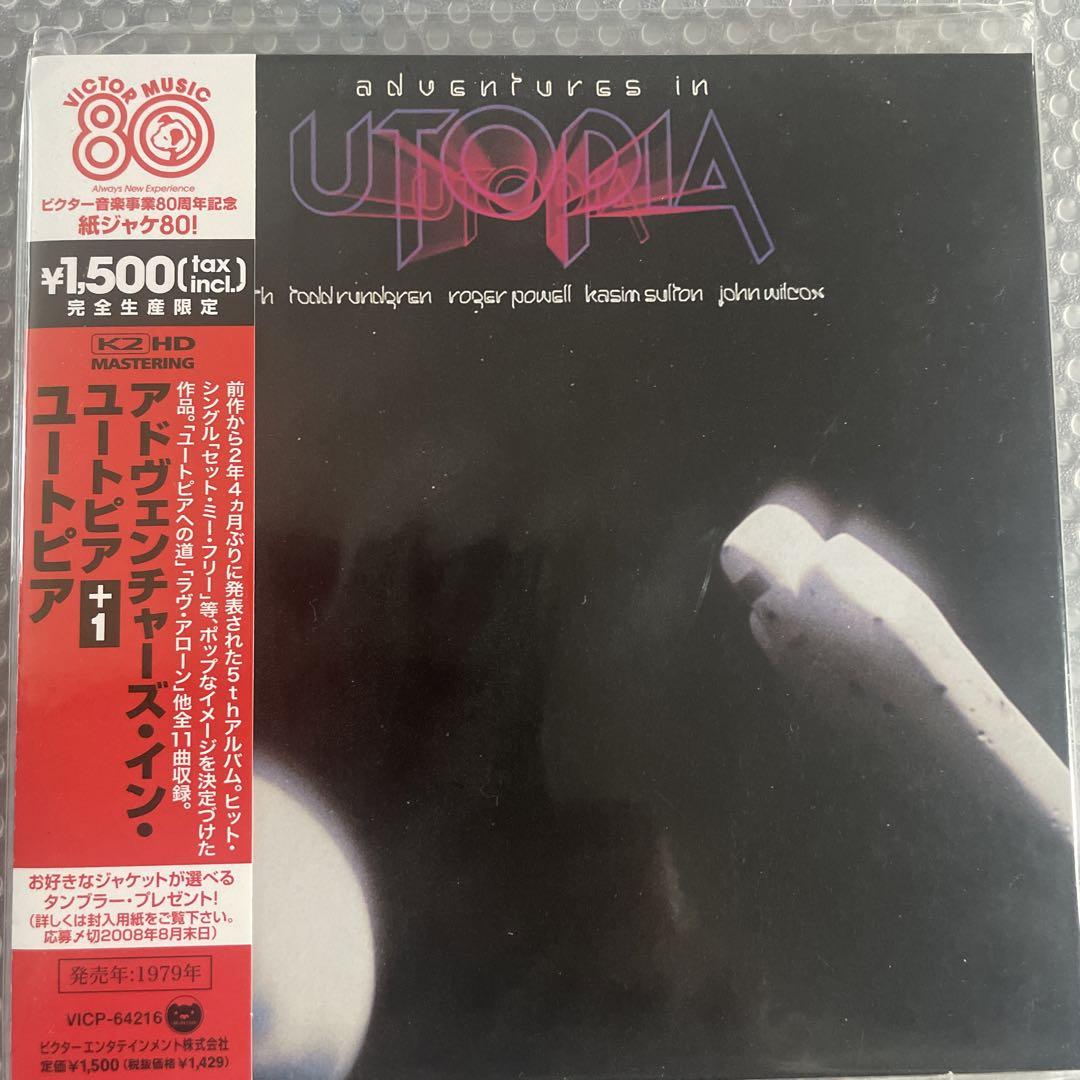 VICTOR MUSIC
80
Always New Experience
ビクター音楽事業80周年記念
紙ジャケ80!
¥1,500(tax incl.)
完全生産限定
K2 HD
MASTERING
アドヴェンチャーズ・イン・
ユートピア+1
ユートピア
前作から2年4ヵ月ぶりに発表された5thアルバム。ヒット・
シングル「セット・ミー・フリー」等、ポップなイメージを決定づけた
作品。「ユートピアへの道」「ラヴ・アローン」他全11曲収録。
お好きなジャケットが選べる
タンブラー・プレゼント!
(詳しくは封入用紙をご覧下さい。
応募〆切2008年8月末日)
発売年:1979年
VICP-64216
ビクターエンタテインメント株式会社
定価¥1,500(税抜価格¥1,429)
adventures in
UTOPIA
todd rundgren roger powell kasim sulton john wilcox